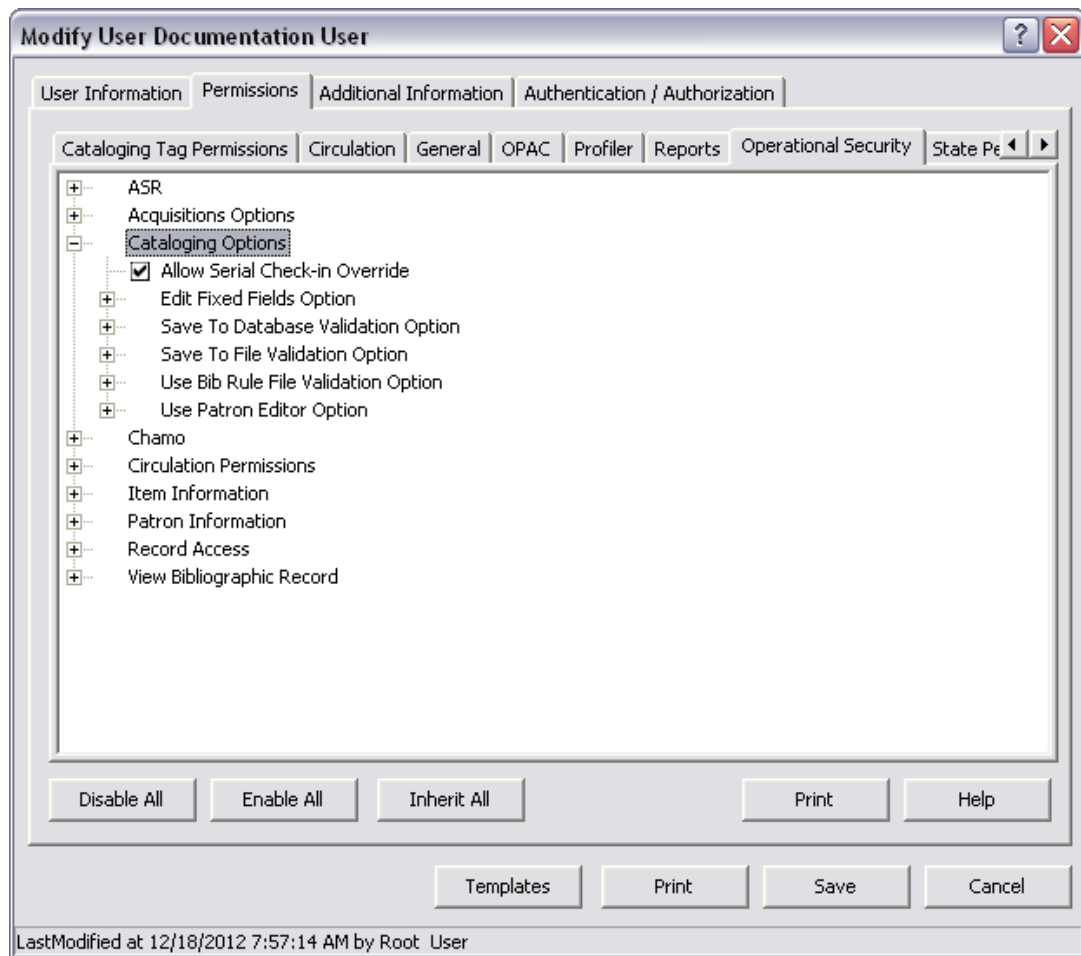 Modify User Documentation User
User Information Permissions Additional Information Authentication / Authorization
Cataloging Tag Permissions Circulation General OPAC Profiler Reports Operational Security State Pe
ASR
Acquisitions Options
Cataloging Options
Allow Serial Check-in Override
Edit Fixed Fields Option
Save To Database Validation Option
Save To File Validation Option
Use Bib Rule File Validation Option
Use Patron Editor Option
Chamo
Circulation Permissions
Item Information
Patron Information
Record Access
View Bibliographic Record
Disable All Enable All Inherit All Print Help
Templates Print Save Cancel
LastModified at 12/18/2012 7:57:14 AM by Root User